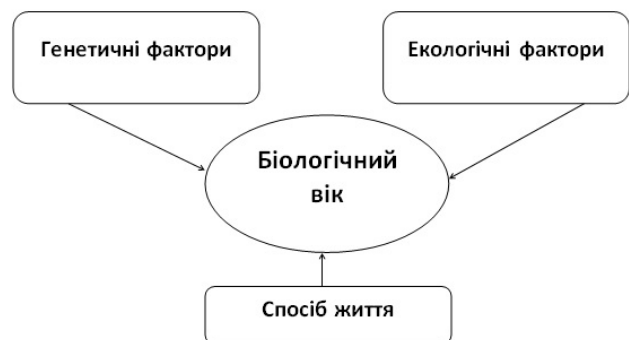 Генетичні фактори
Екологічні фактори
Біологічний
вік
Спосіб життя